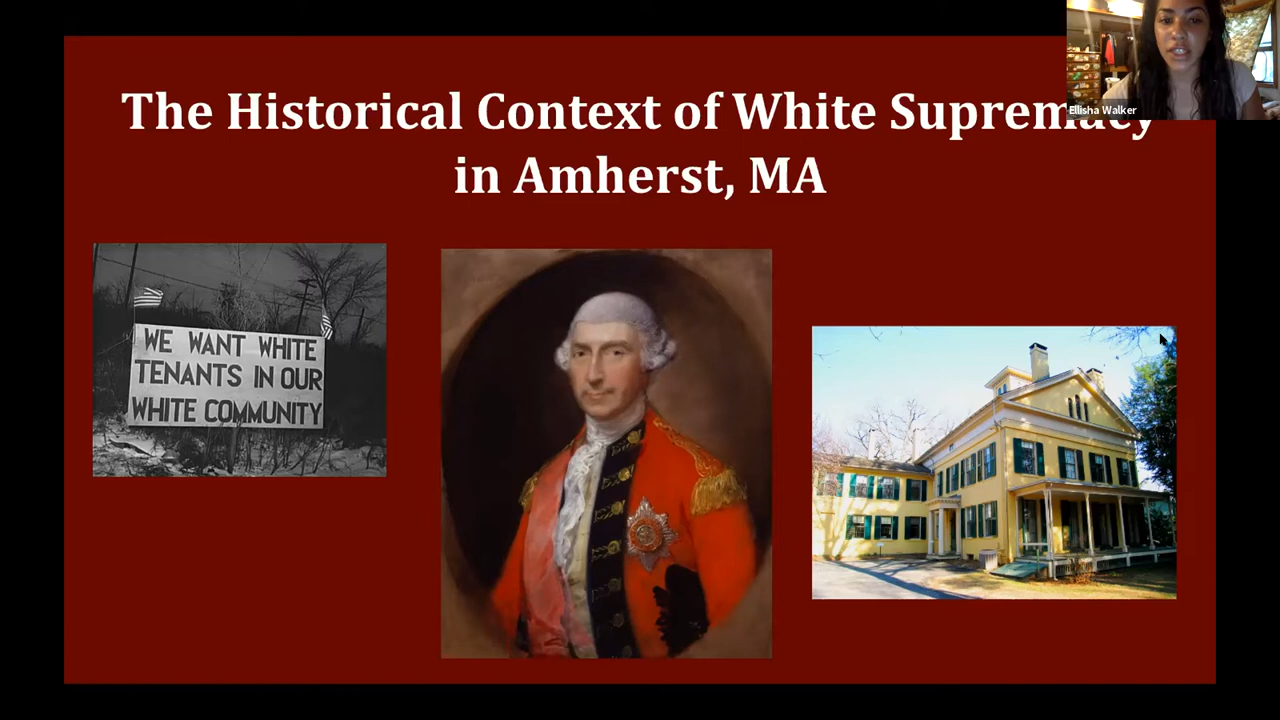 The Historical Context of White Supremacy
in Amherst, MA
Ellisha Walker
WE WANT WHITE
TENANTS IN OUR
WHITE COMMUNITY